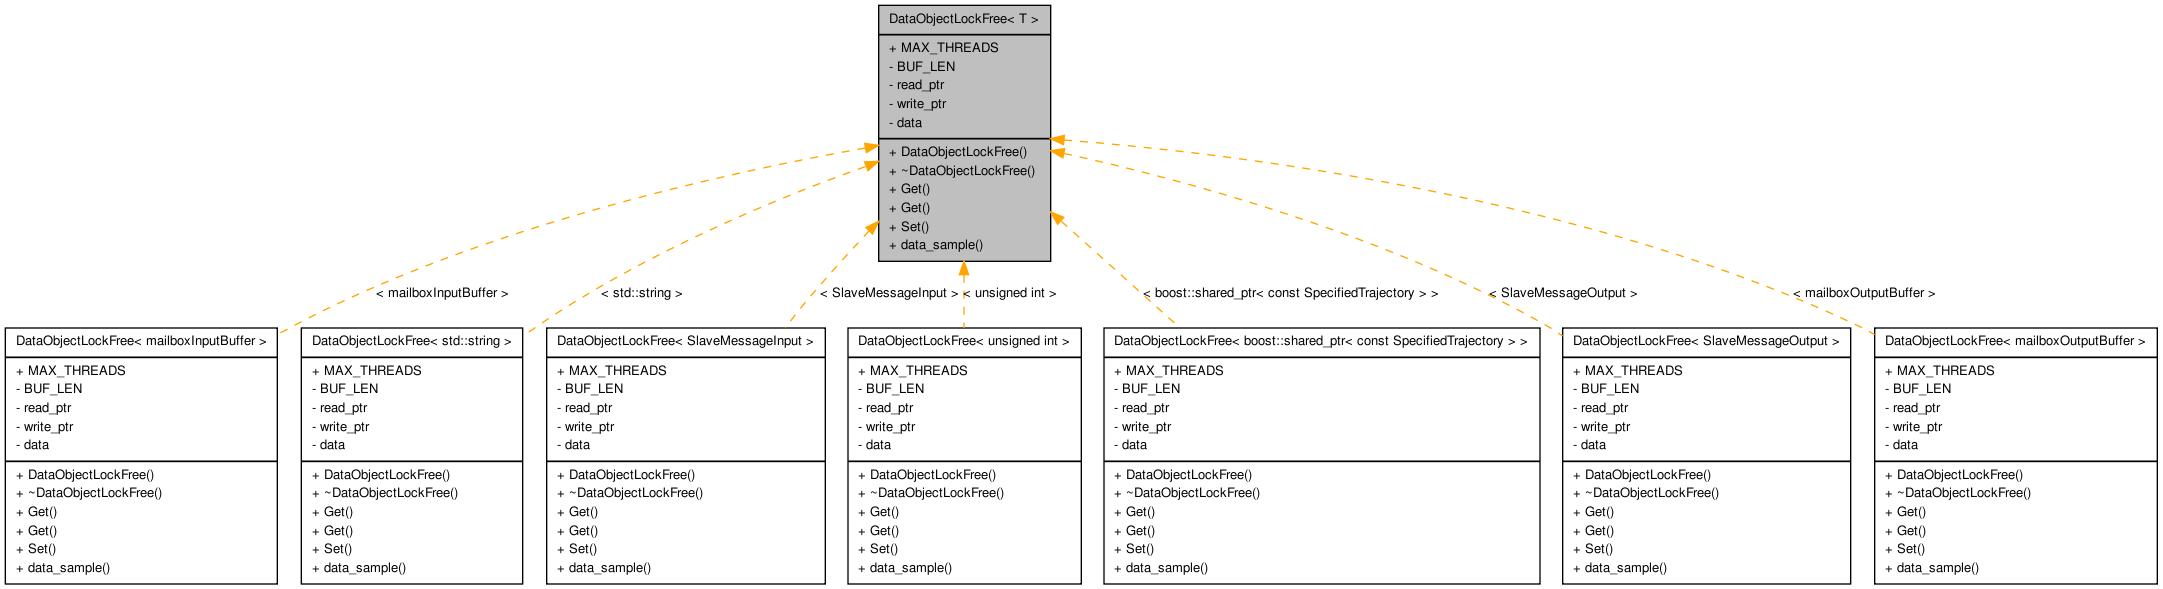 DataObjectLockFree< T >
+ MAX_THREADS
- BUF_LEN
- read_ptr
- write_ptr
- data
+ DataObjectLockFree()
+ ~DataObjectLockFree()
+ Get()
+ Get()
+ Set()
+ data_sample()
< mailboxInputBuffer >
< std::string >
< SlaveMessageInput >
< unsigned int >
< boost::shared_ptr< const SpecifiedTrajectory > >
< SlaveMessageOutput >
< mailboxOutputBuffer >
DataObjectLockFree< mailboxInputBuffer >
+ MAX_THREADS
- BUF_LEN
- read_ptr
- write_ptr
- data
+ DataObjectLockFree()
+ ~DataObjectLockFree()
+ Get()
+ Get()
+ Set()
+ data_sample()
DataObjectLockFree< std::string >
+ MAX_THREADS
- BUF_LEN
- read_ptr
- write_ptr
- data
+ DataObjectLockFree()
+ ~DataObjectLockFree()
+ Get()
+ Get()
+ Set()
+ data_sample()
DataObjectLockFree< SlaveMessageInput >
+ MAX_THREADS
- BUF_LEN
- read_ptr
- write_ptr
- data
+ DataObjectLockFree()
+ ~DataObjectLockFree()
+ Get()
+ Get()
+ Set()
+ data_sample()
DataObjectLockFree< unsigned int >
+ MAX_THREADS
- BUF_LEN
- read_ptr
- write_ptr
- data
+ DataObjectLockFree()
+ ~DataObjectLockFree()
+ Get()
+ Get()
+ Set()
+ data_sample()
DataObjectLockFree< boost::shared_ptr< const SpecifiedTrajectory > >
+ MAX_THREADS
- BUF_LEN
- read_ptr
- write_ptr
- data
+ DataObjectLockFree()
+ ~DataObjectLockFree()
+ Get()
+ Get()
+ Set()
+ data_sample()
DataObjectLockFree< SlaveMessageOutput >
+ MAX_THREADS
- BUF_LEN
- read_ptr
- write_ptr
- data
+ DataObjectLockFree()
+ ~DataObjectLockFree()
+ Get()
+ Get()
+ Set()
+ data_sample()
DataObjectLockFree< mailboxOutputBuffer >
+ MAX_THREADS
- BUF_LEN
- read_ptr
- write_ptr
- data
+ DataObjectLockFree()
+ ~DataObjectLockFree()
+ Get()
+ Get()
+ Set()
+ data_sample()